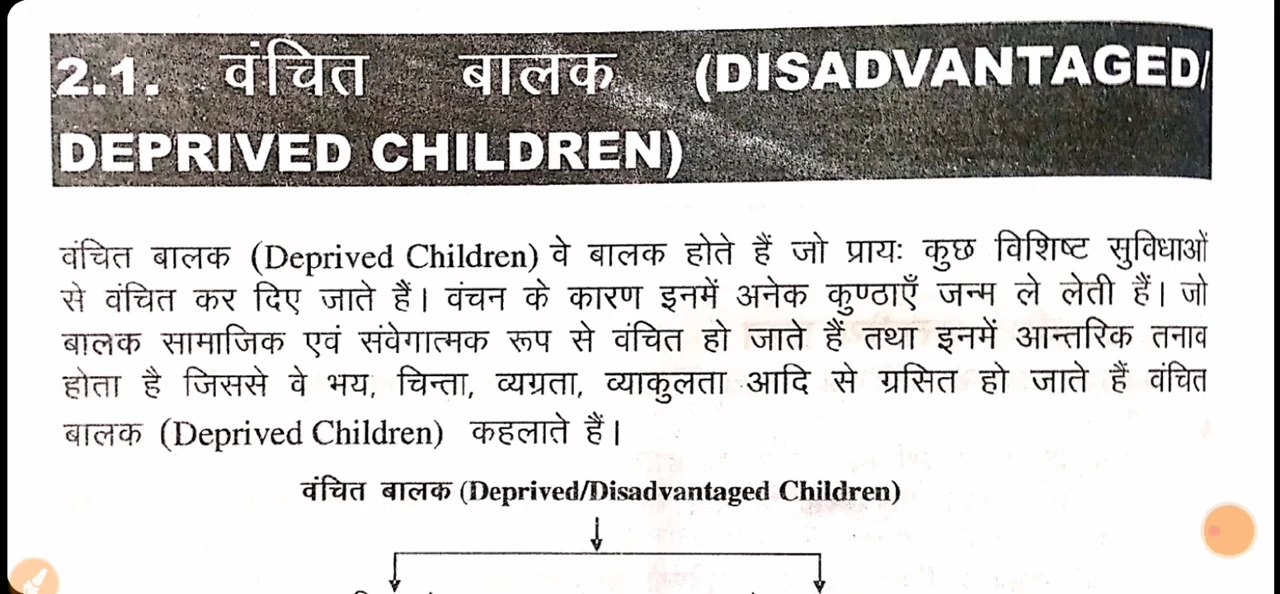 2.1. वंचित बालक (DISADVANTAGED/
DEPRIVED CHILDREN)
वंचित बालक (Deprived Children) वे बालक होते हैं जो प्रायः कुछ विशिष्ट सुविधाओं
से वंचित कर दिए जाते हैं। वंचन के कारण इनमें अनेक कुण्ठाएँ जन्म ले लेती हैं। जो
बालक सामाजिक एवं संवेगात्मक रूप से वंचित हो जाते हैं तथा इनमें आन्तरिक तनाव
होता है जिससे वे भय, चिन्ता, व्यग्रता, व्याकुलता आदि से ग्रसित हो जाते हैं वंचित
बालक (Deprived Children) कहलाते हैं।
वंचित बालक (Deprived/Disadvantaged Children)